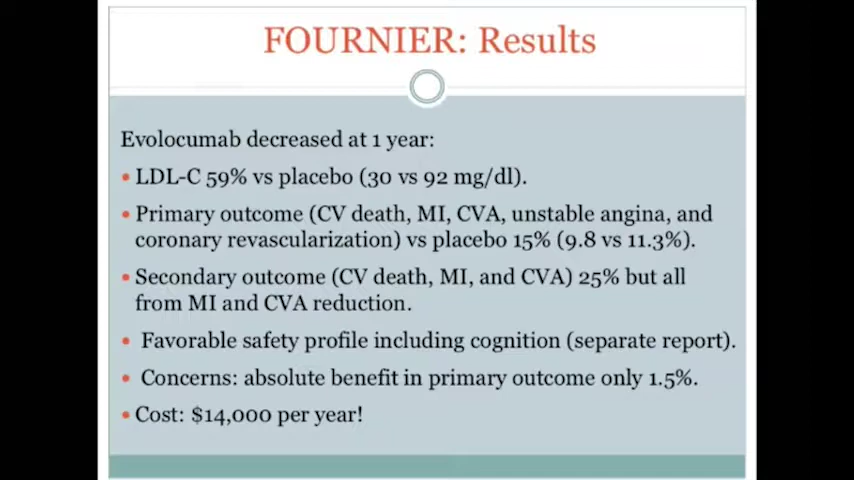 FOURNIER: Results
Evolocumab decreased at 1 year:
• LDL-C 59% vs placebo (30 vs 92 mg/dl).
• Primary outcome (CV death, MI, CVA, unstable angina, and
coronary revascularization) vs placebo 15% (9.8 vs 11.3%).
• Secondary outcome (CV death, MI, and CVA) 25% but all
from MI and CVA reduction.
• Favorable safety profile including cognition (separate report).
• Concerns: absolute benefit in primary outcome only 1.5%.
• Cost: $14,000 per year!